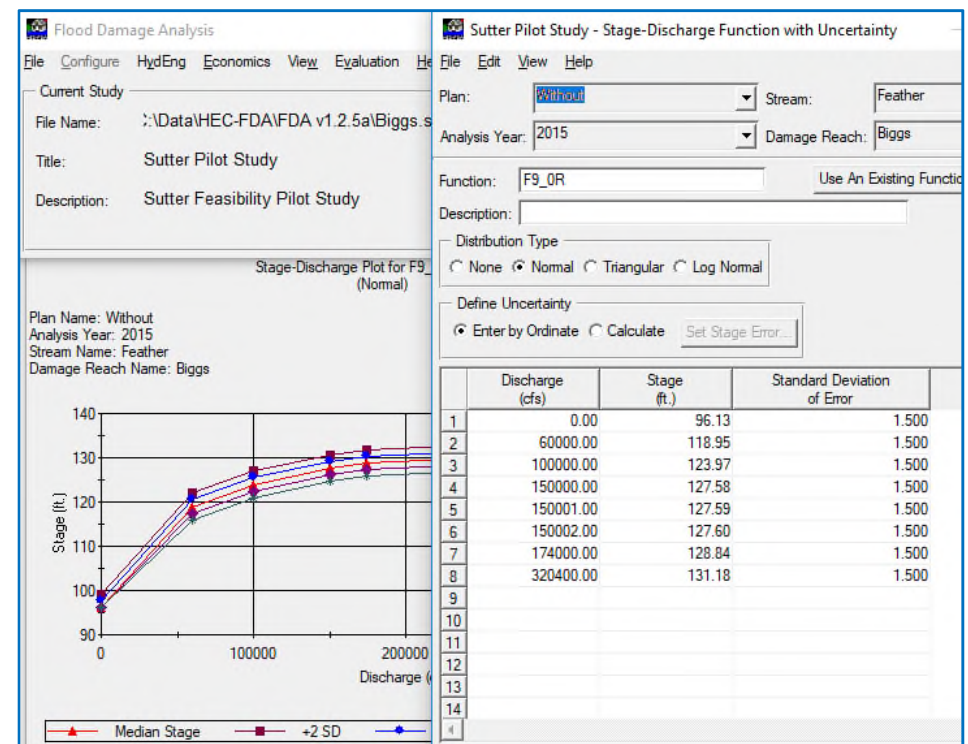 Flood Damage Analysis
File Configure HydEng Economics View Evaluation He
Current Study
File Name: :\Data\HEC-FDA\FDA v1.2.5a\Biggs.s
Title: Sutter Pilot Study
Description: Sutter Feasibility Pilot Study
Stage-Discharge Plot for F9_
(Normal)
Plan Name: Without
Analysis Year: 2015
Stream Name: Feather
Damage Reach Name: Biggs
140
130
120
110
100
90
Stage (ft.)
0 100000 200000
Discharge (
Median Stage +2 SD
Sutter Pilot Study - Stage-Discharge Function with Uncertainty
File Edit View Help
Plan: Without Stream: Feather
Analysis Year: 2015 Damage Reach: Biggs
Function: F9_0R Use An Existing Functio
Description:
Distribution Type
None Normal Triangular Log Normal
Define Uncertainty
Enter by Ordinate Calculate Set Stage Error...
Discharge Stage Standard Deviation
(cfs) (ft.) of Error
1 0.00 96.13 1.500
2 60000.00 118.95 1.500
3 100000.00 123.97 1.500
4 150000.00 127.58 1.500
5 150001.00 127.59 1.500
6 150002.00 127.60 1.500
7 174000.00 128.84 1.500
8 320400.00 131.18 1.500
9
10
11
12
13
14